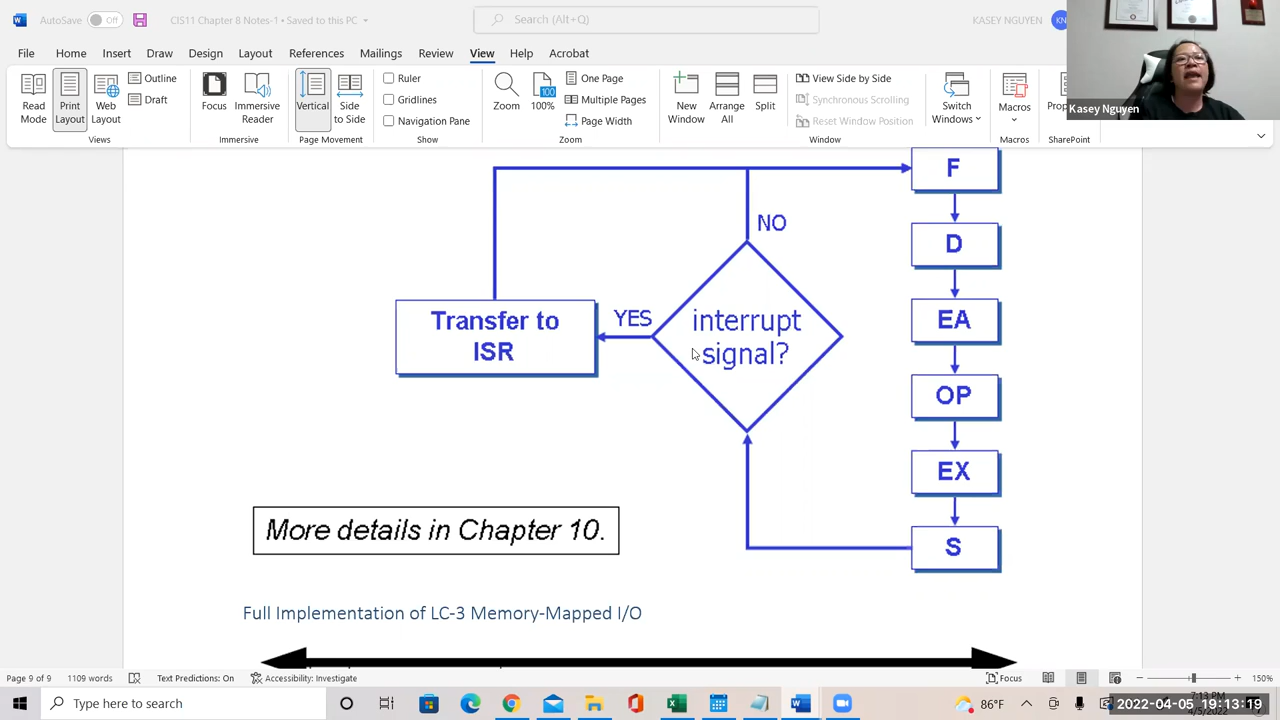 AutoSave Off CIS11 Chapter 8 Notes-1 • Saved to this PC Search (Alt+Q) KASEY NGUYEN KN
File Home Insert Draw Design Layout References Mailings Review View Help Acrobat
Read Mode Print Layout Web Layout Outline Draft Focus Immersive Reader Vertical Side to Side Ruler Gridlines Navigation Pane Zoom 100 100% One Page Multiple Pages Page Width New Window Arrange All Split View Side by Side Synchronous Scrolling Reset Window Position Switch Windows Macros
Kasey Nguyen
Views Immersive Page Movement Show Zoom Window Macros SharePoint
F
NO
D
Transfer to
ISR
YES
interrupt
signal?
EA
OP
EX
S
More details in Chapter 10.
Full Implementation of LC-3 Memory-Mapped I/O
Page 9 of 9 1109 words Text Predictions: On Accessibility: Investigate Focus 150%
Type here to search 86°F 2022-04-05 19:13:19